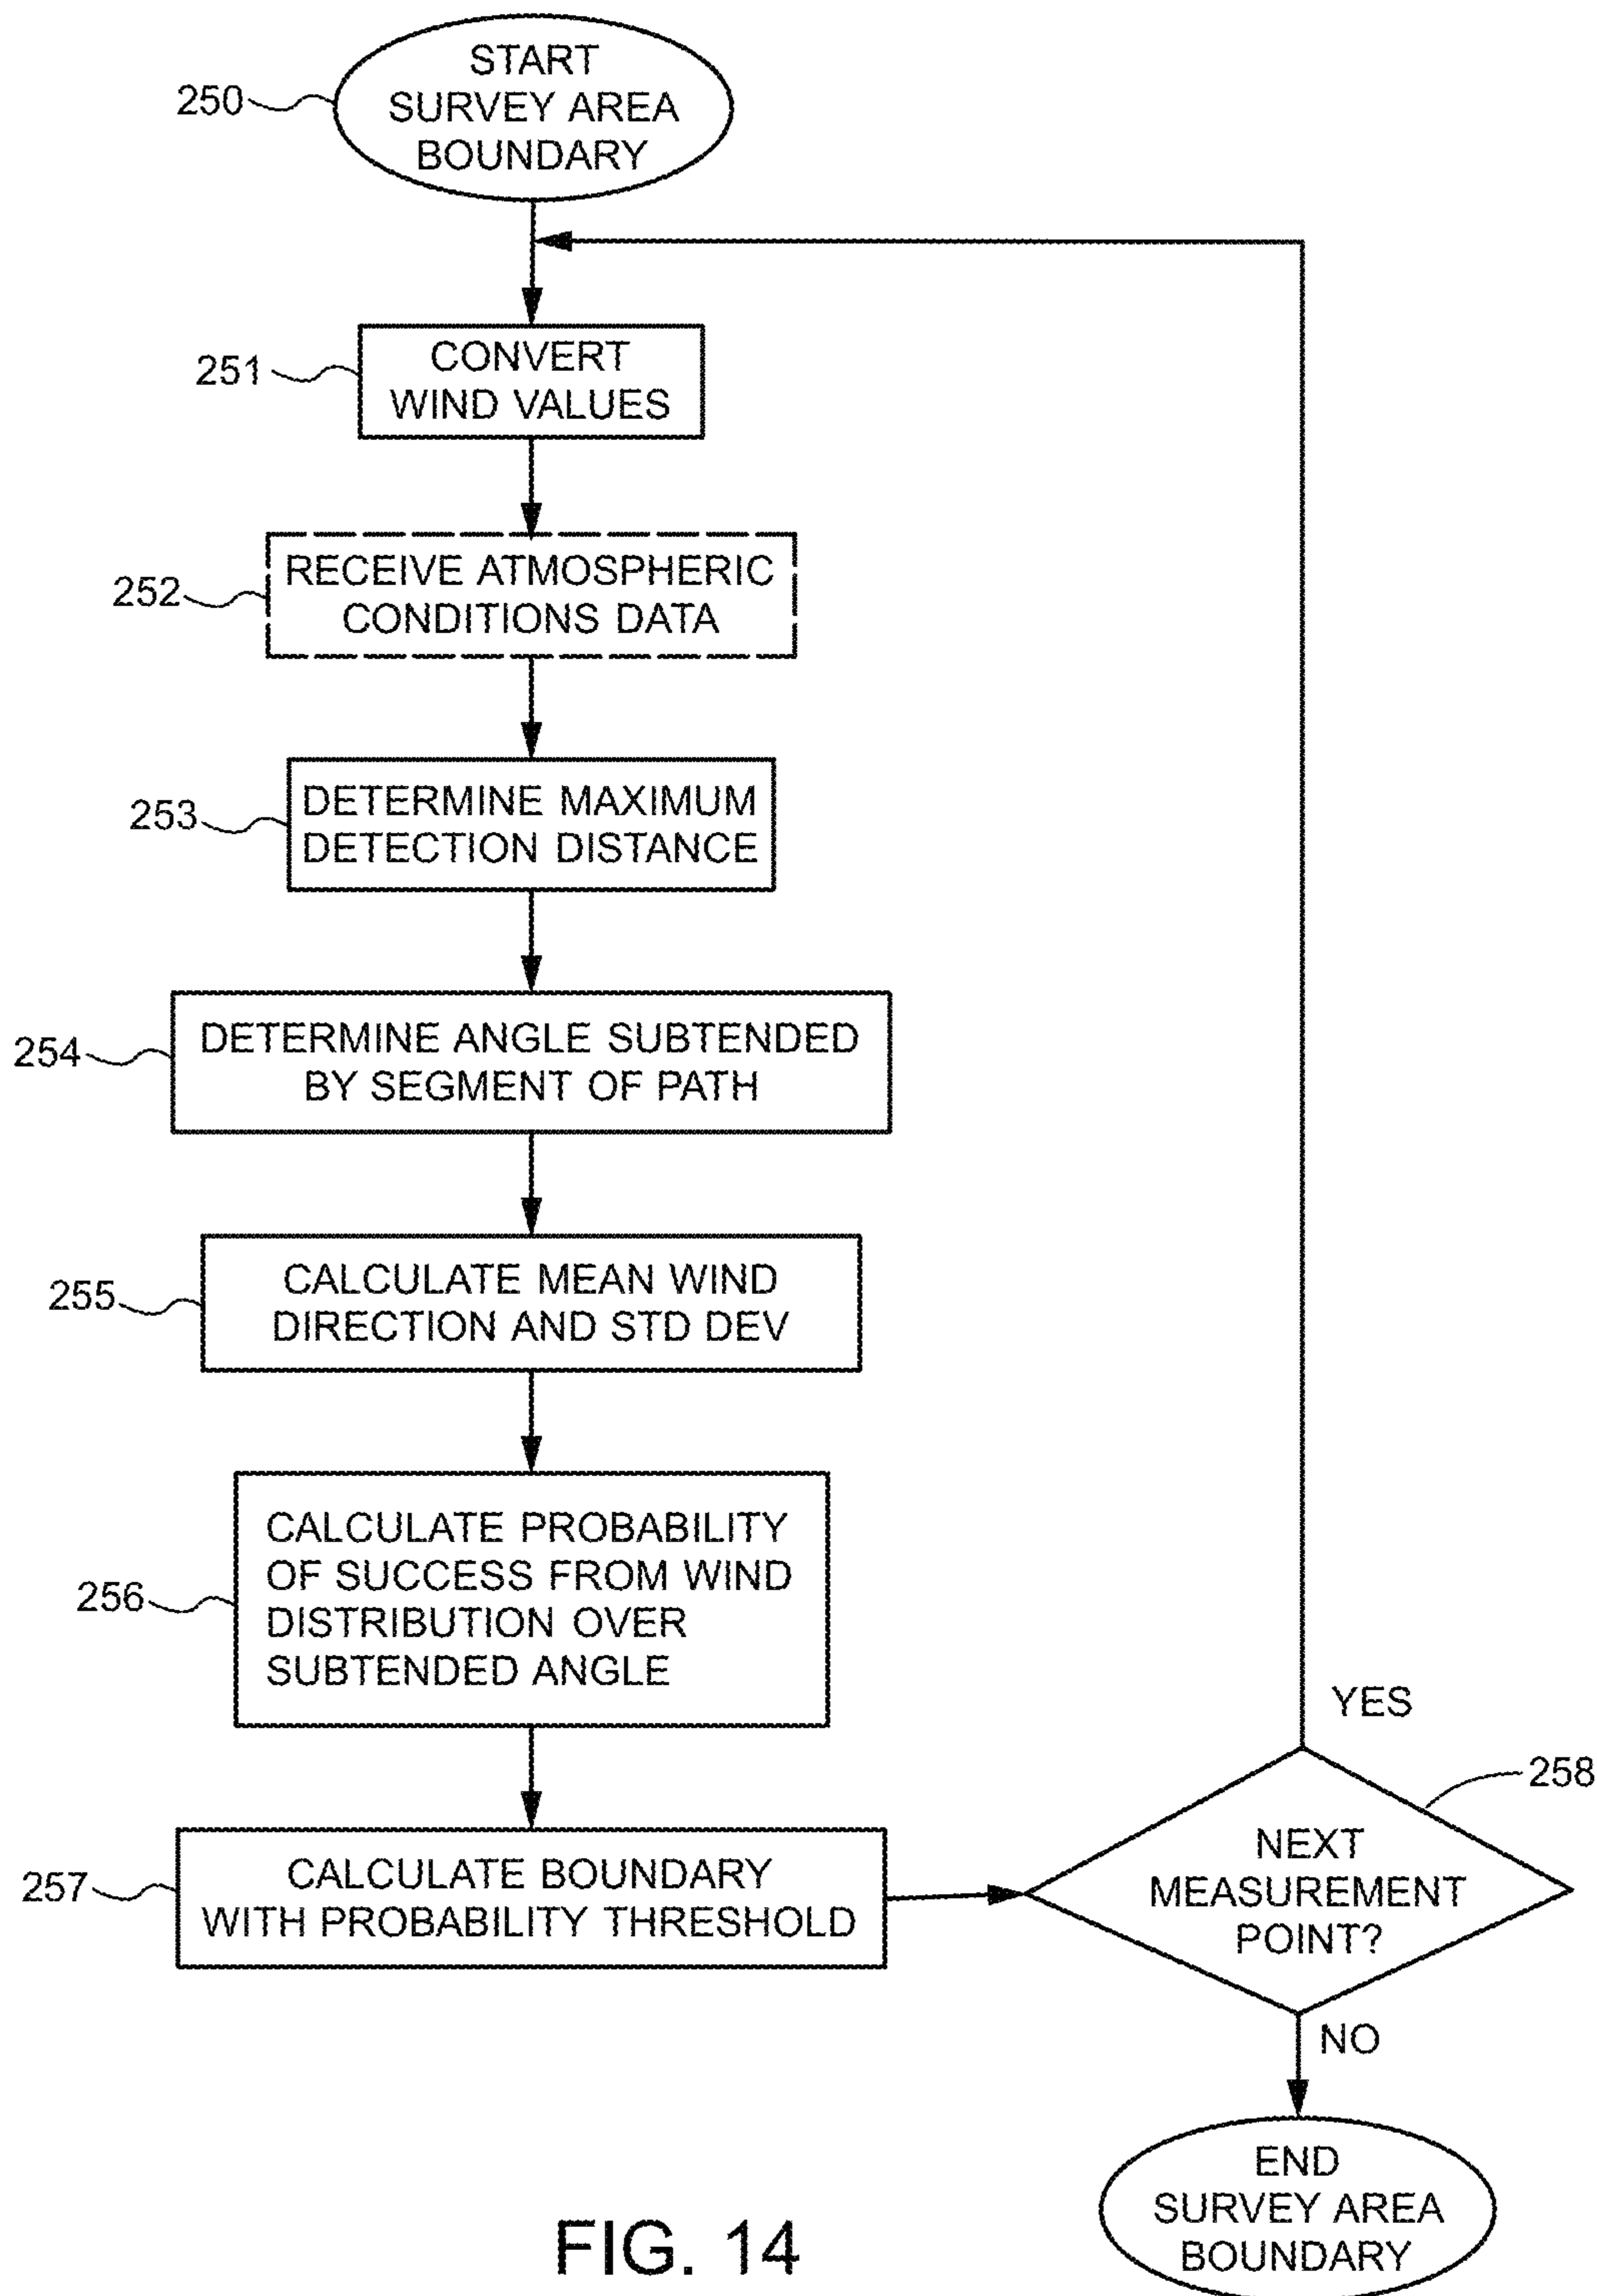 START
SURVEY AREA
BOUNDARY
250
CONVERT
WIND VALUES
251
RECEIVE ATMOSPHERIC
CONDITIONS DATA
252
DETERMINE MAXIMUM
DETECTION DISTANCE
253
DETERMINE ANGLE SUBTENDED
BY SEGMENT OF PATH
254
CALCULATE MEAN WIND
DIRECTION AND STD DEV
255
CALCULATE PROBABILITY
OF SUCCESS FROM WIND
DISTRIBUTION OVER
SUBTENDED ANGLE
256
CALCULATE BOUNDARY
WITH PROBABILITY THRESHOLD
257
YES
258
NEXT
MEASUREMENT
POINT?
NO
END
SURVEY AREA
BOUNDARY
FIG. 14